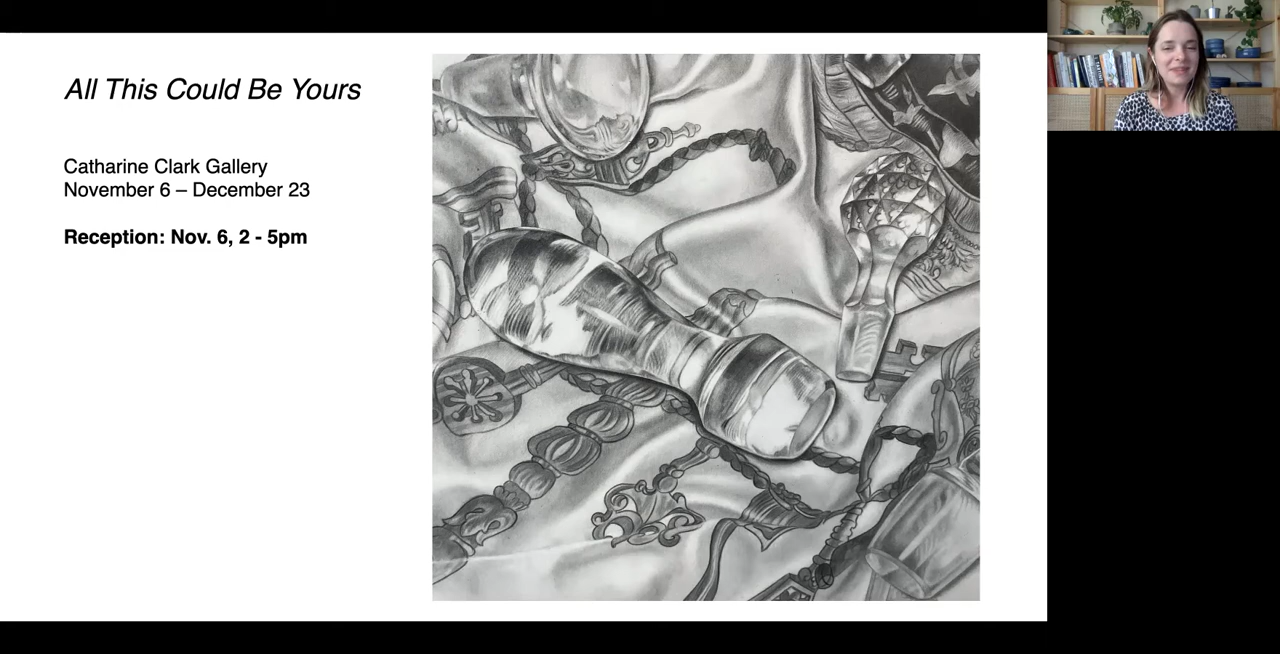 All This Could Be Yours
Catharine Clark Gallery
November 6 – December 23
Reception: Nov. 6, 2 - 5pm